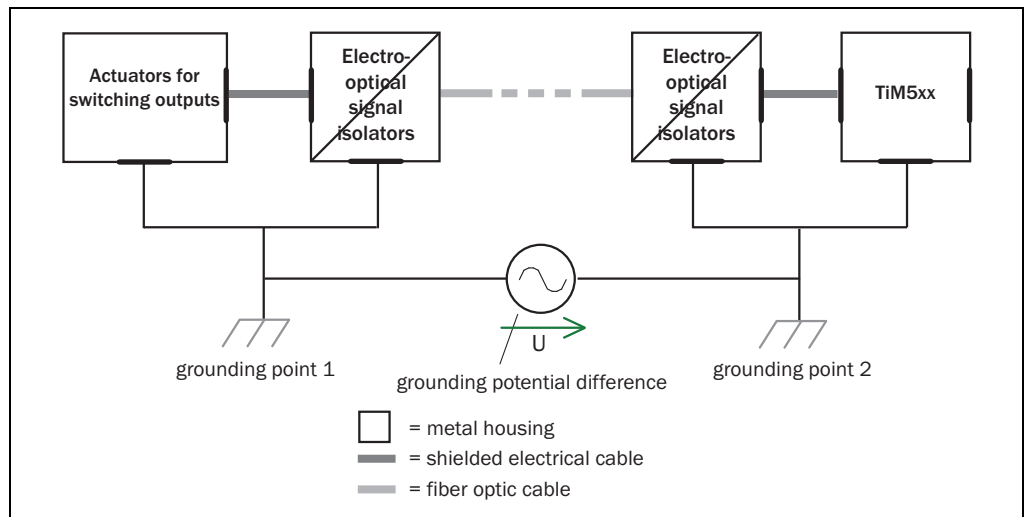 Actuators for
switching outputs
Electro-
optical
signal
isolators
Electro-
optical
signal
isolators
TiM5xx
U
grounding point 1
grounding potential difference
grounding point 2
= metal housing
= shielded electrical cable
= fiber optic cable